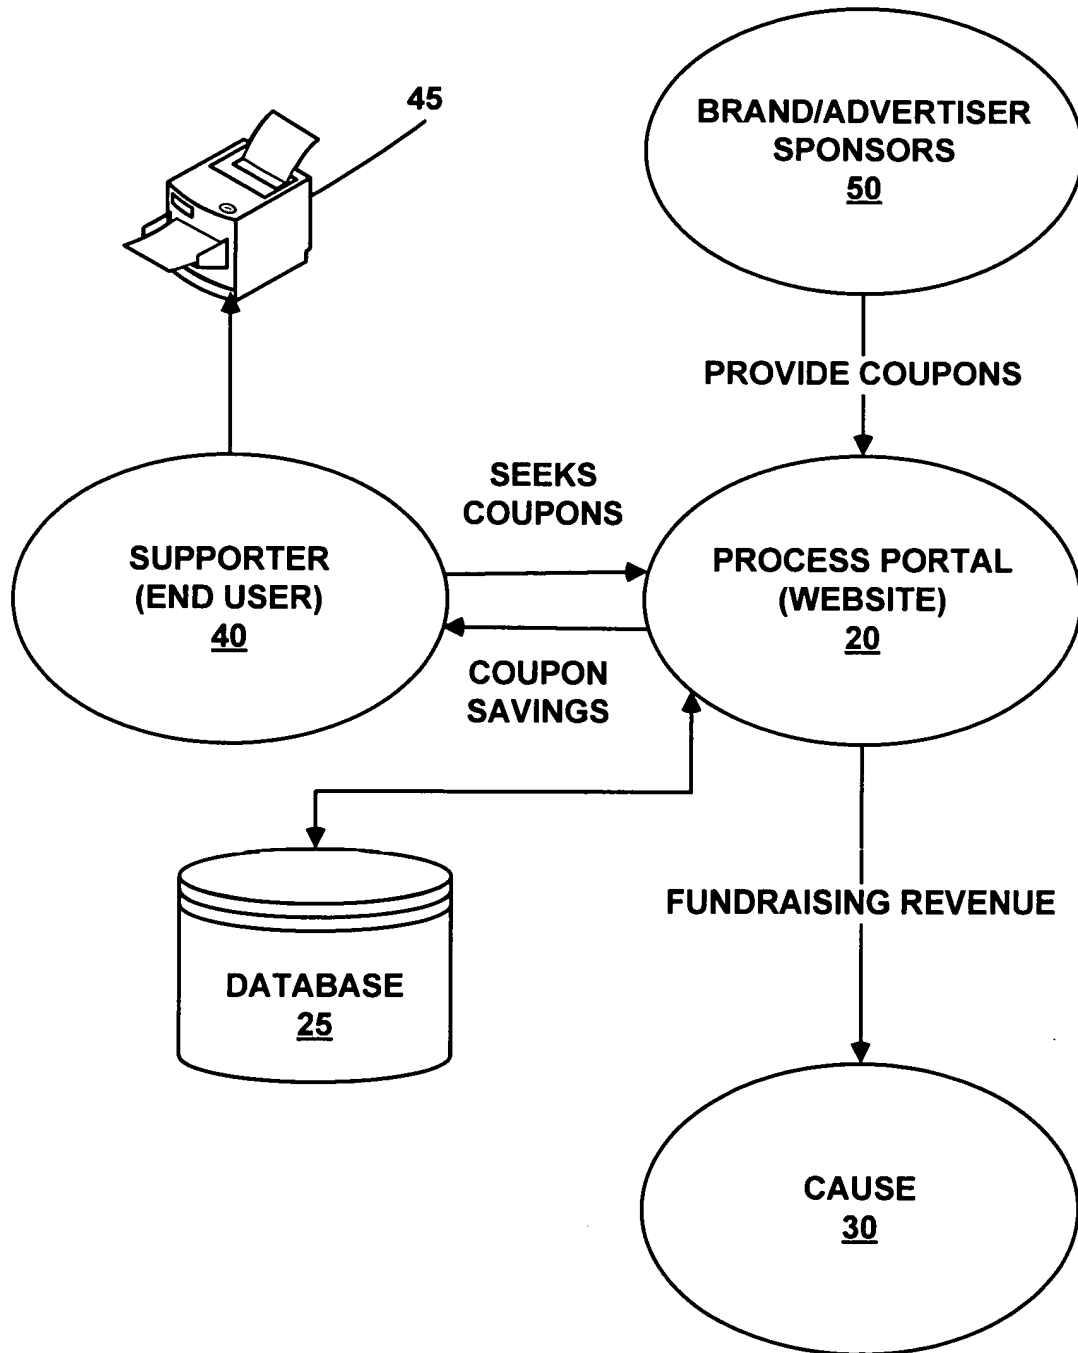 45
BRAND/ADVERTISER
SPONSORS
50
PROVIDE COUPONS
SEEKS
COUPONS
SUPPORTER
(END USER)
40
PROCESS PORTAL
(WEBSITE)
20
COUPON
SAVINGS
DATABASE
25
FUNDRAISING REVENUE
CAUSE
30